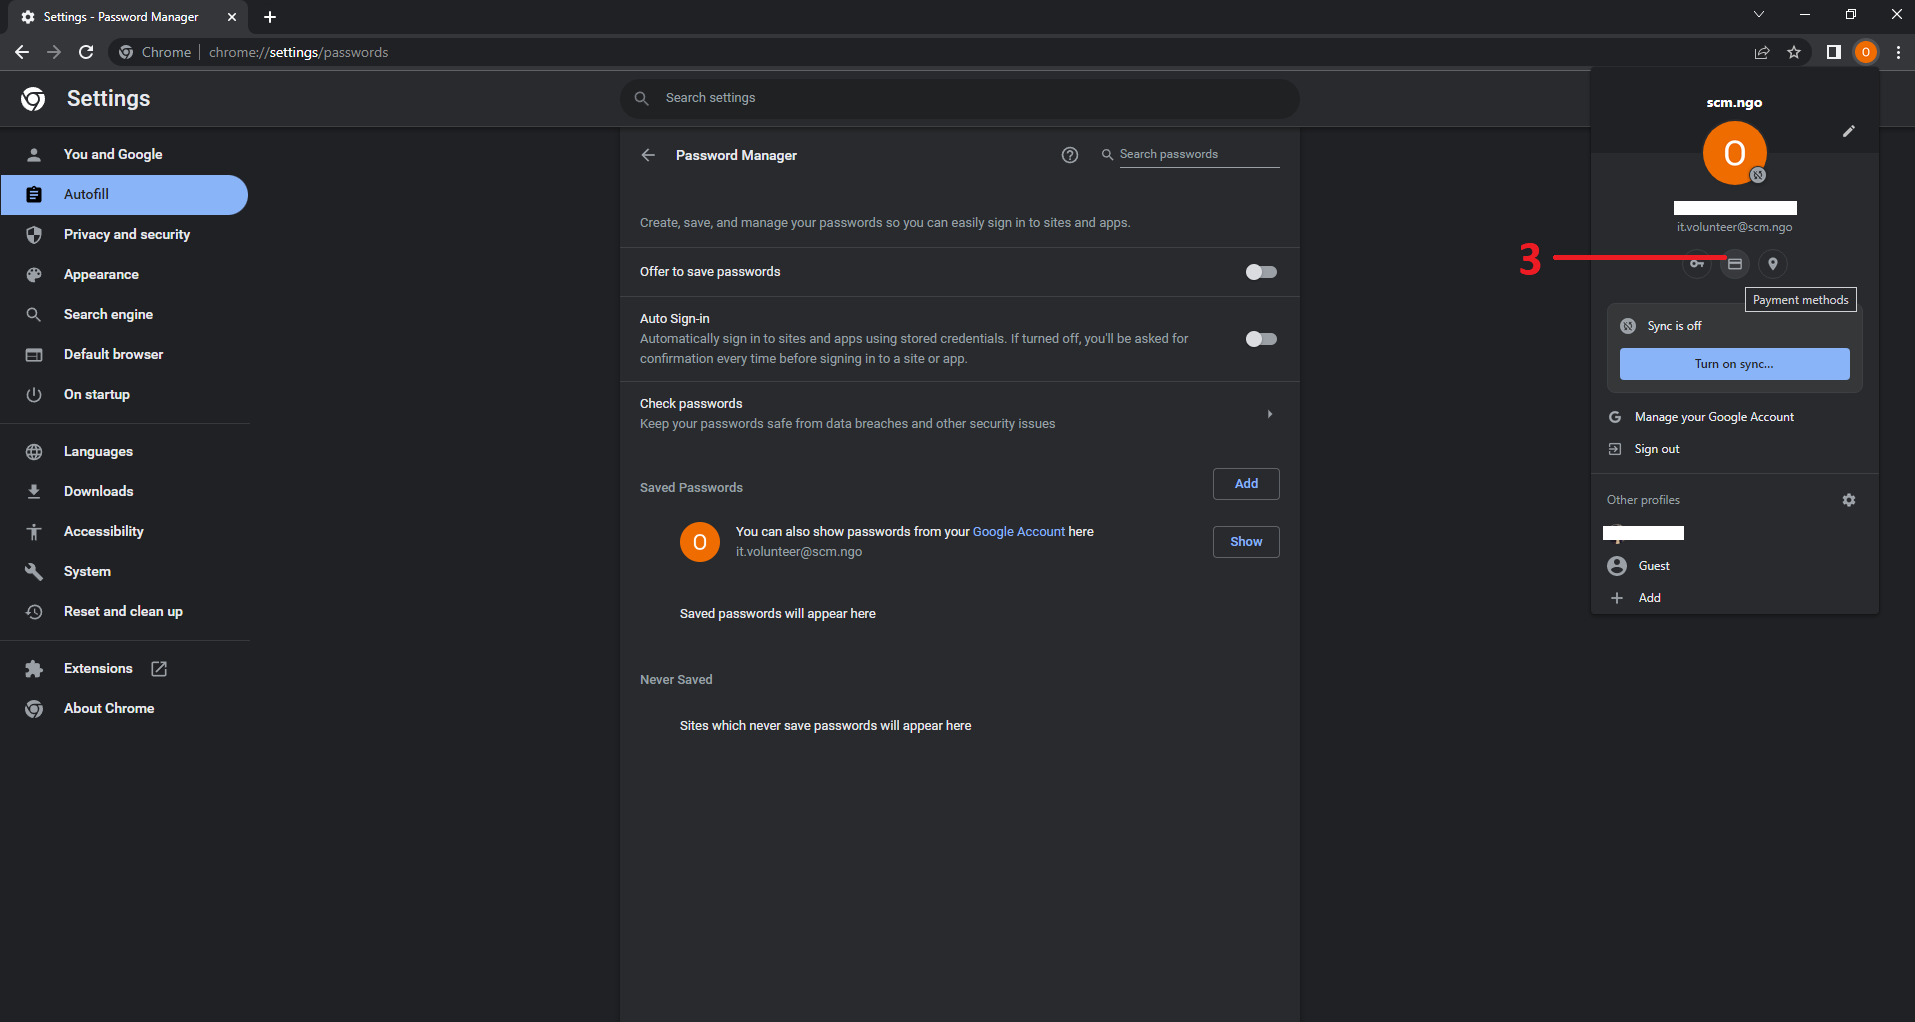 Settings - Password Manager
Chrome
chrome://settings/passwords
O
Settings
Search settings
You and Google
Autofill
Privacy and security
Appearance
Search engine
Default browser
On startup
Languages
Downloads
Accessibility
System
Reset and clean up
Extensions
About Chrome
Password Manager
Search passwords
Create, save, and manage your passwords so you can easily sign in to sites and apps.
Offer to save passwords
Auto Sign-in
Automatically sign in to sites and apps using stored credentials. If turned off, you'll be asked for
confirmation every time before signing in to a site or app.
Check passwords
Keep your passwords safe from data breaches and other security issues
Saved Passwords
Add
O
You can also show passwords from your Google Account here
it.volunteer@scm.ngo
Show
Saved passwords will appear here
Never Saved
Sites which never save passwords will appear here
scm.ngo
O
it.volunteer@scm.ngo
3
Payment methods
Sync is off
Turn on sync...
Manage your Google Account
Sign out
Other profiles
Guest
Add